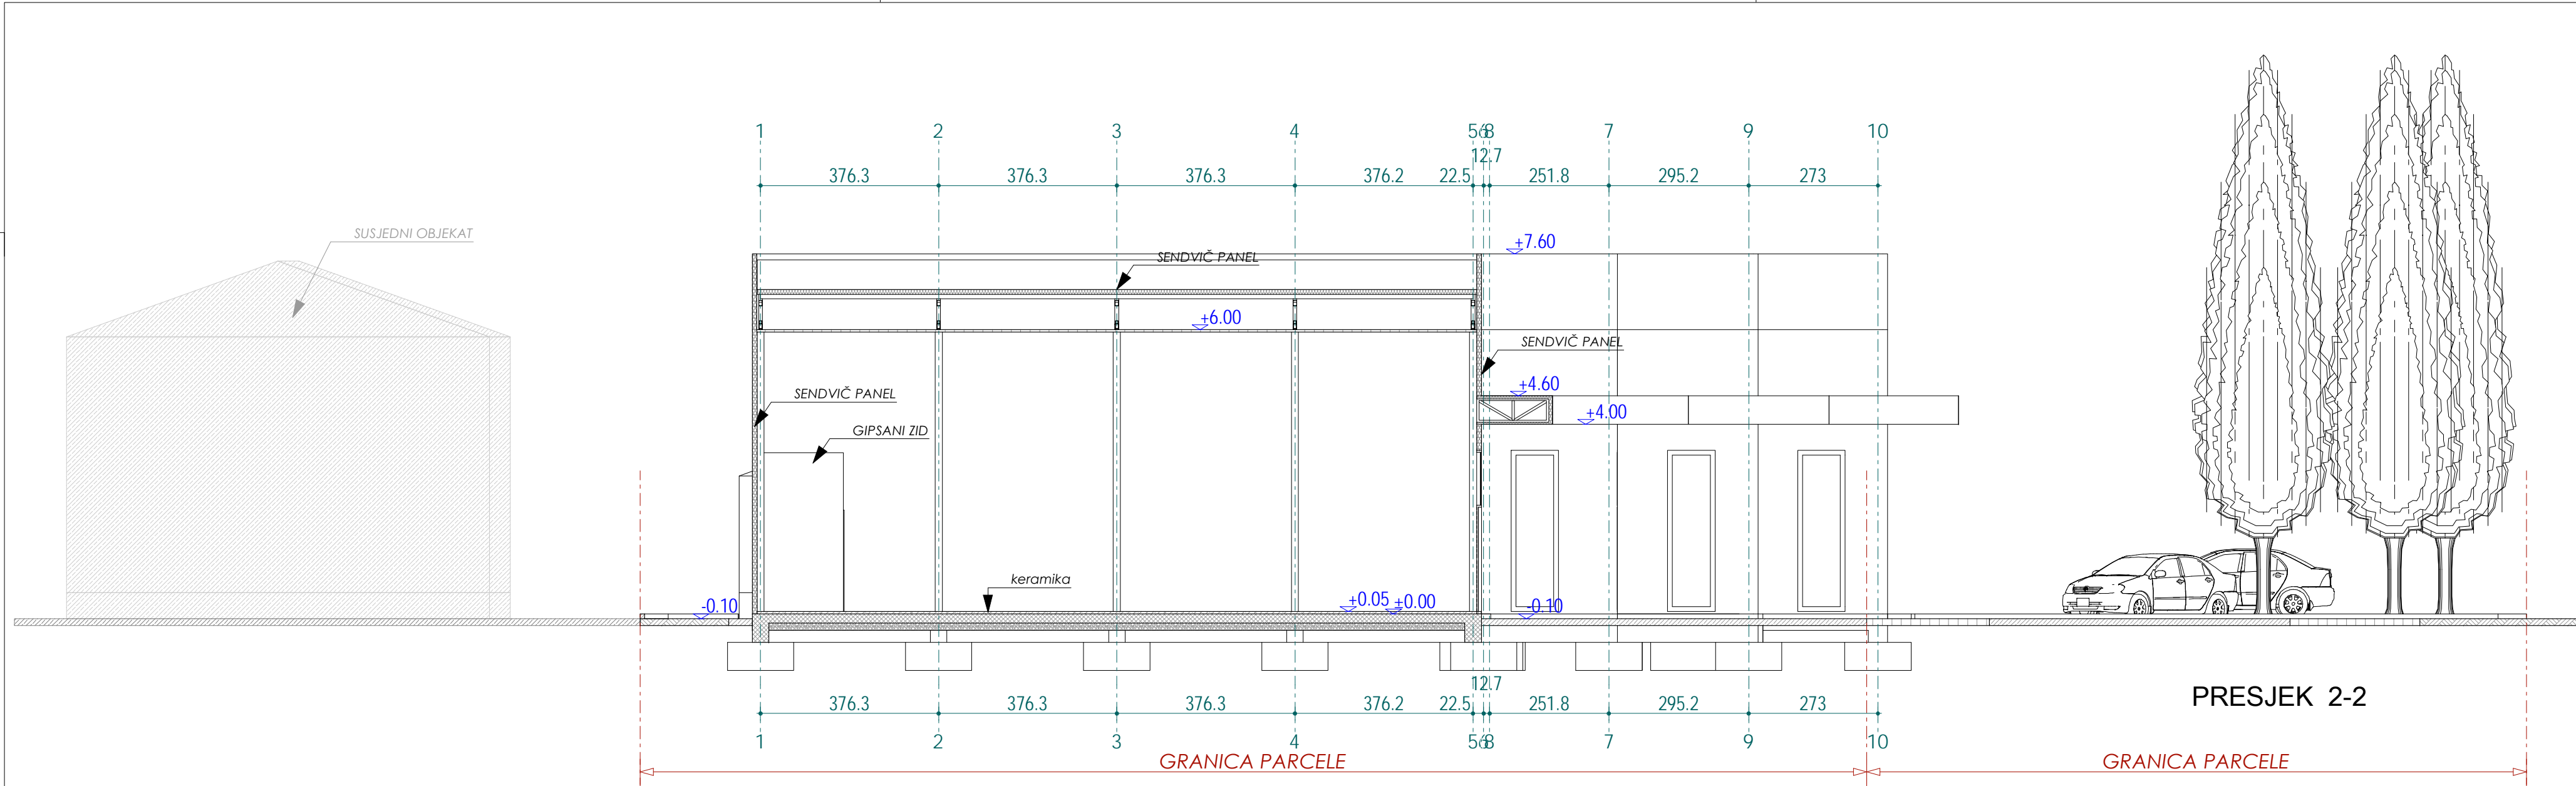 1 2 3 4 5 6 8 7 9 10
12.7
376.3 376.3 376.3 376.2 22.5 251.8 295.2 273
SUSJEDNI OBJEKAT
+7.60
SENDVIČ PANEL
+6.00
SENDVIČ PANEL
+4.60
SENDVIČ PANEL
+4.00
GIPSANI ZID
keramika
-0.10
+0.05
+0.00
-0.10
12.7
376.3 376.3 376.3 376.2 22.5 251.8 295.2 273
PRESJEK 2-2
1 2 3 4 5 6 8 7 9 10
GRANICA PARCELE
GRANICA PARCELE